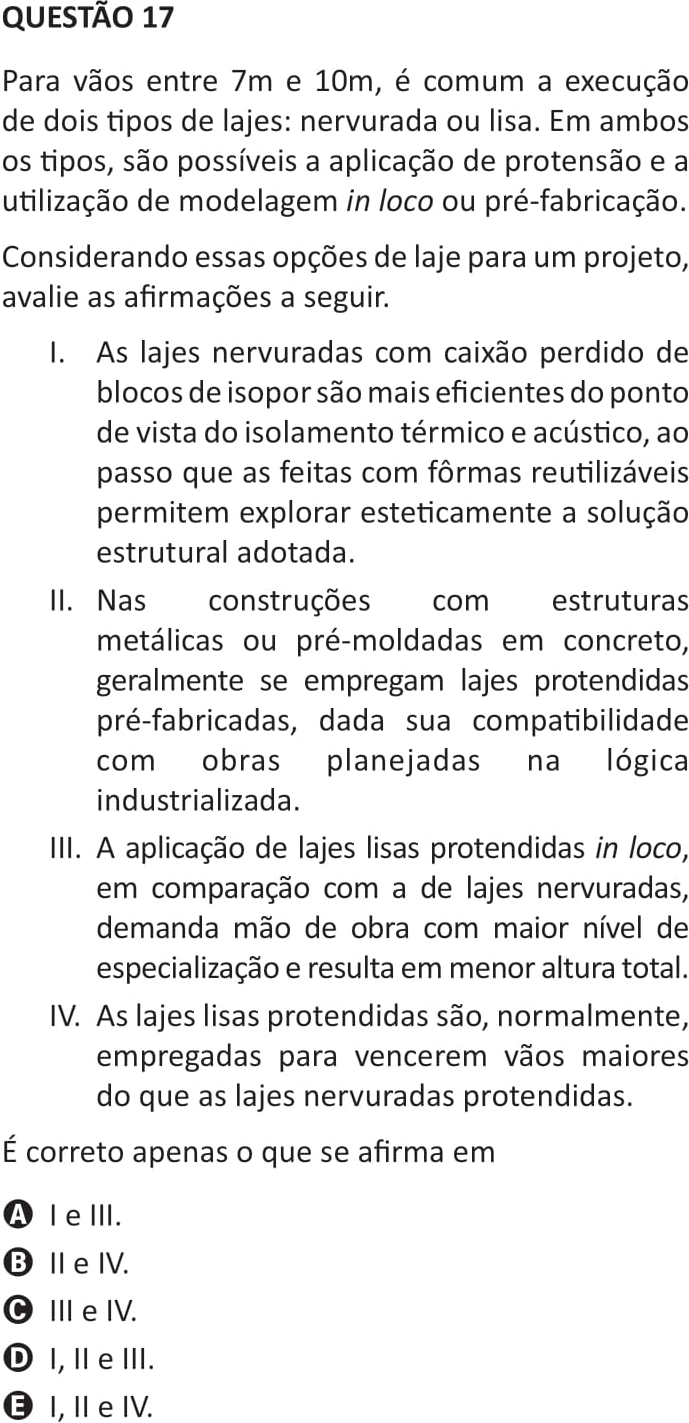 QUESTÃO 17
Para vãos entre 7m e 10m, é comum a execução
de dois tipos de lajes: nervurada ou lisa. Em ambos
os tipos, são possíveis a aplicação de protensão e a
utilização de modelagem in loco ou pré-fabricação.
Considerando essas opções de laje para um projeto,
avalie as afirmações a seguir.
I. As lajes nervuradas com caixão perdido de
blocos de isopor são mais eficientes do ponto
de vista do isolamento térmico e acústico, ao
passo que as feitas com fôrmas reutilizáveis
permitem explorar esteticamente a solução
estrutural adotada.
II. Nas construções com estruturas
metálicas ou pré-moldadas em concreto,
geralmente se empregam lajes protendidas
pré-fabricadas, dada sua compatibilidade
com obras planejadas na lógica
industrializada.
III. A aplicação de lajes lisas protendidas in loco,
em comparação com a de lajes nervuradas,
demanda mão de obra com maior nível de
especialização e resulta em menor altura total.
IV. As lajes lisas protendidas são, normalmente,
empregadas para vencerem vãos maiores
do que as lajes nervuradas protendidas.
É correto apenas o que se afirma em
A I e III.
B II e IV.
C III e IV.
D I, II e III.
E I, II e IV.